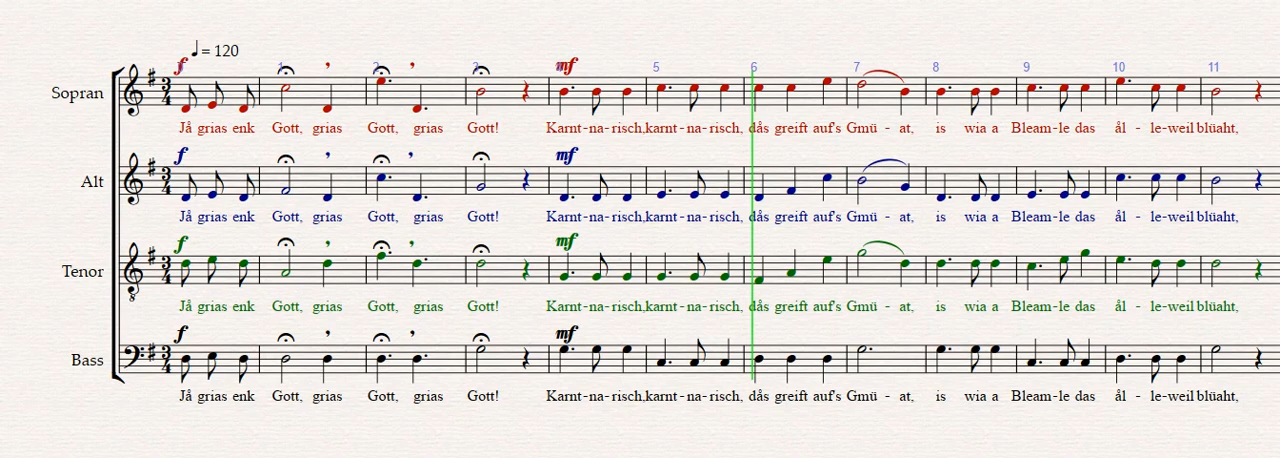 = 120
f 1 2 3 mf 5 6 7 8 9 10 11
Sopran
Jå grias enk Gott, grias Gott, grias Gott! Karnt-na-risch, karnt-na-risch, dås greift auf's Gmü - at, is wia a Bleam-le das ål - le-weil blüaht,
f mf
Alt
Jå grias enk Gott, grias Gott, grias Gott! Karnt-na-risch, karnt-na-risch, dås greift auf's Gmü - at, is wia a Bleam-le das ål - le-weil blüaht,
f mf
Tenor
8
Jå grias enk Gott, grias Gott, grias Gott! Karnt-na-risch, karnt-na-risch, dås greift auf's Gmü - at, is wia a Bleam-le das ål - le-weil blüaht,
f mf
Bass
Jå grias enk Gott, grias Gott, grias Gott! Karnt-na-risch, karnt-na-risch, dås greift auf's Gmü - at, is wia a Bleam-le das ål - le-weil blüaht,